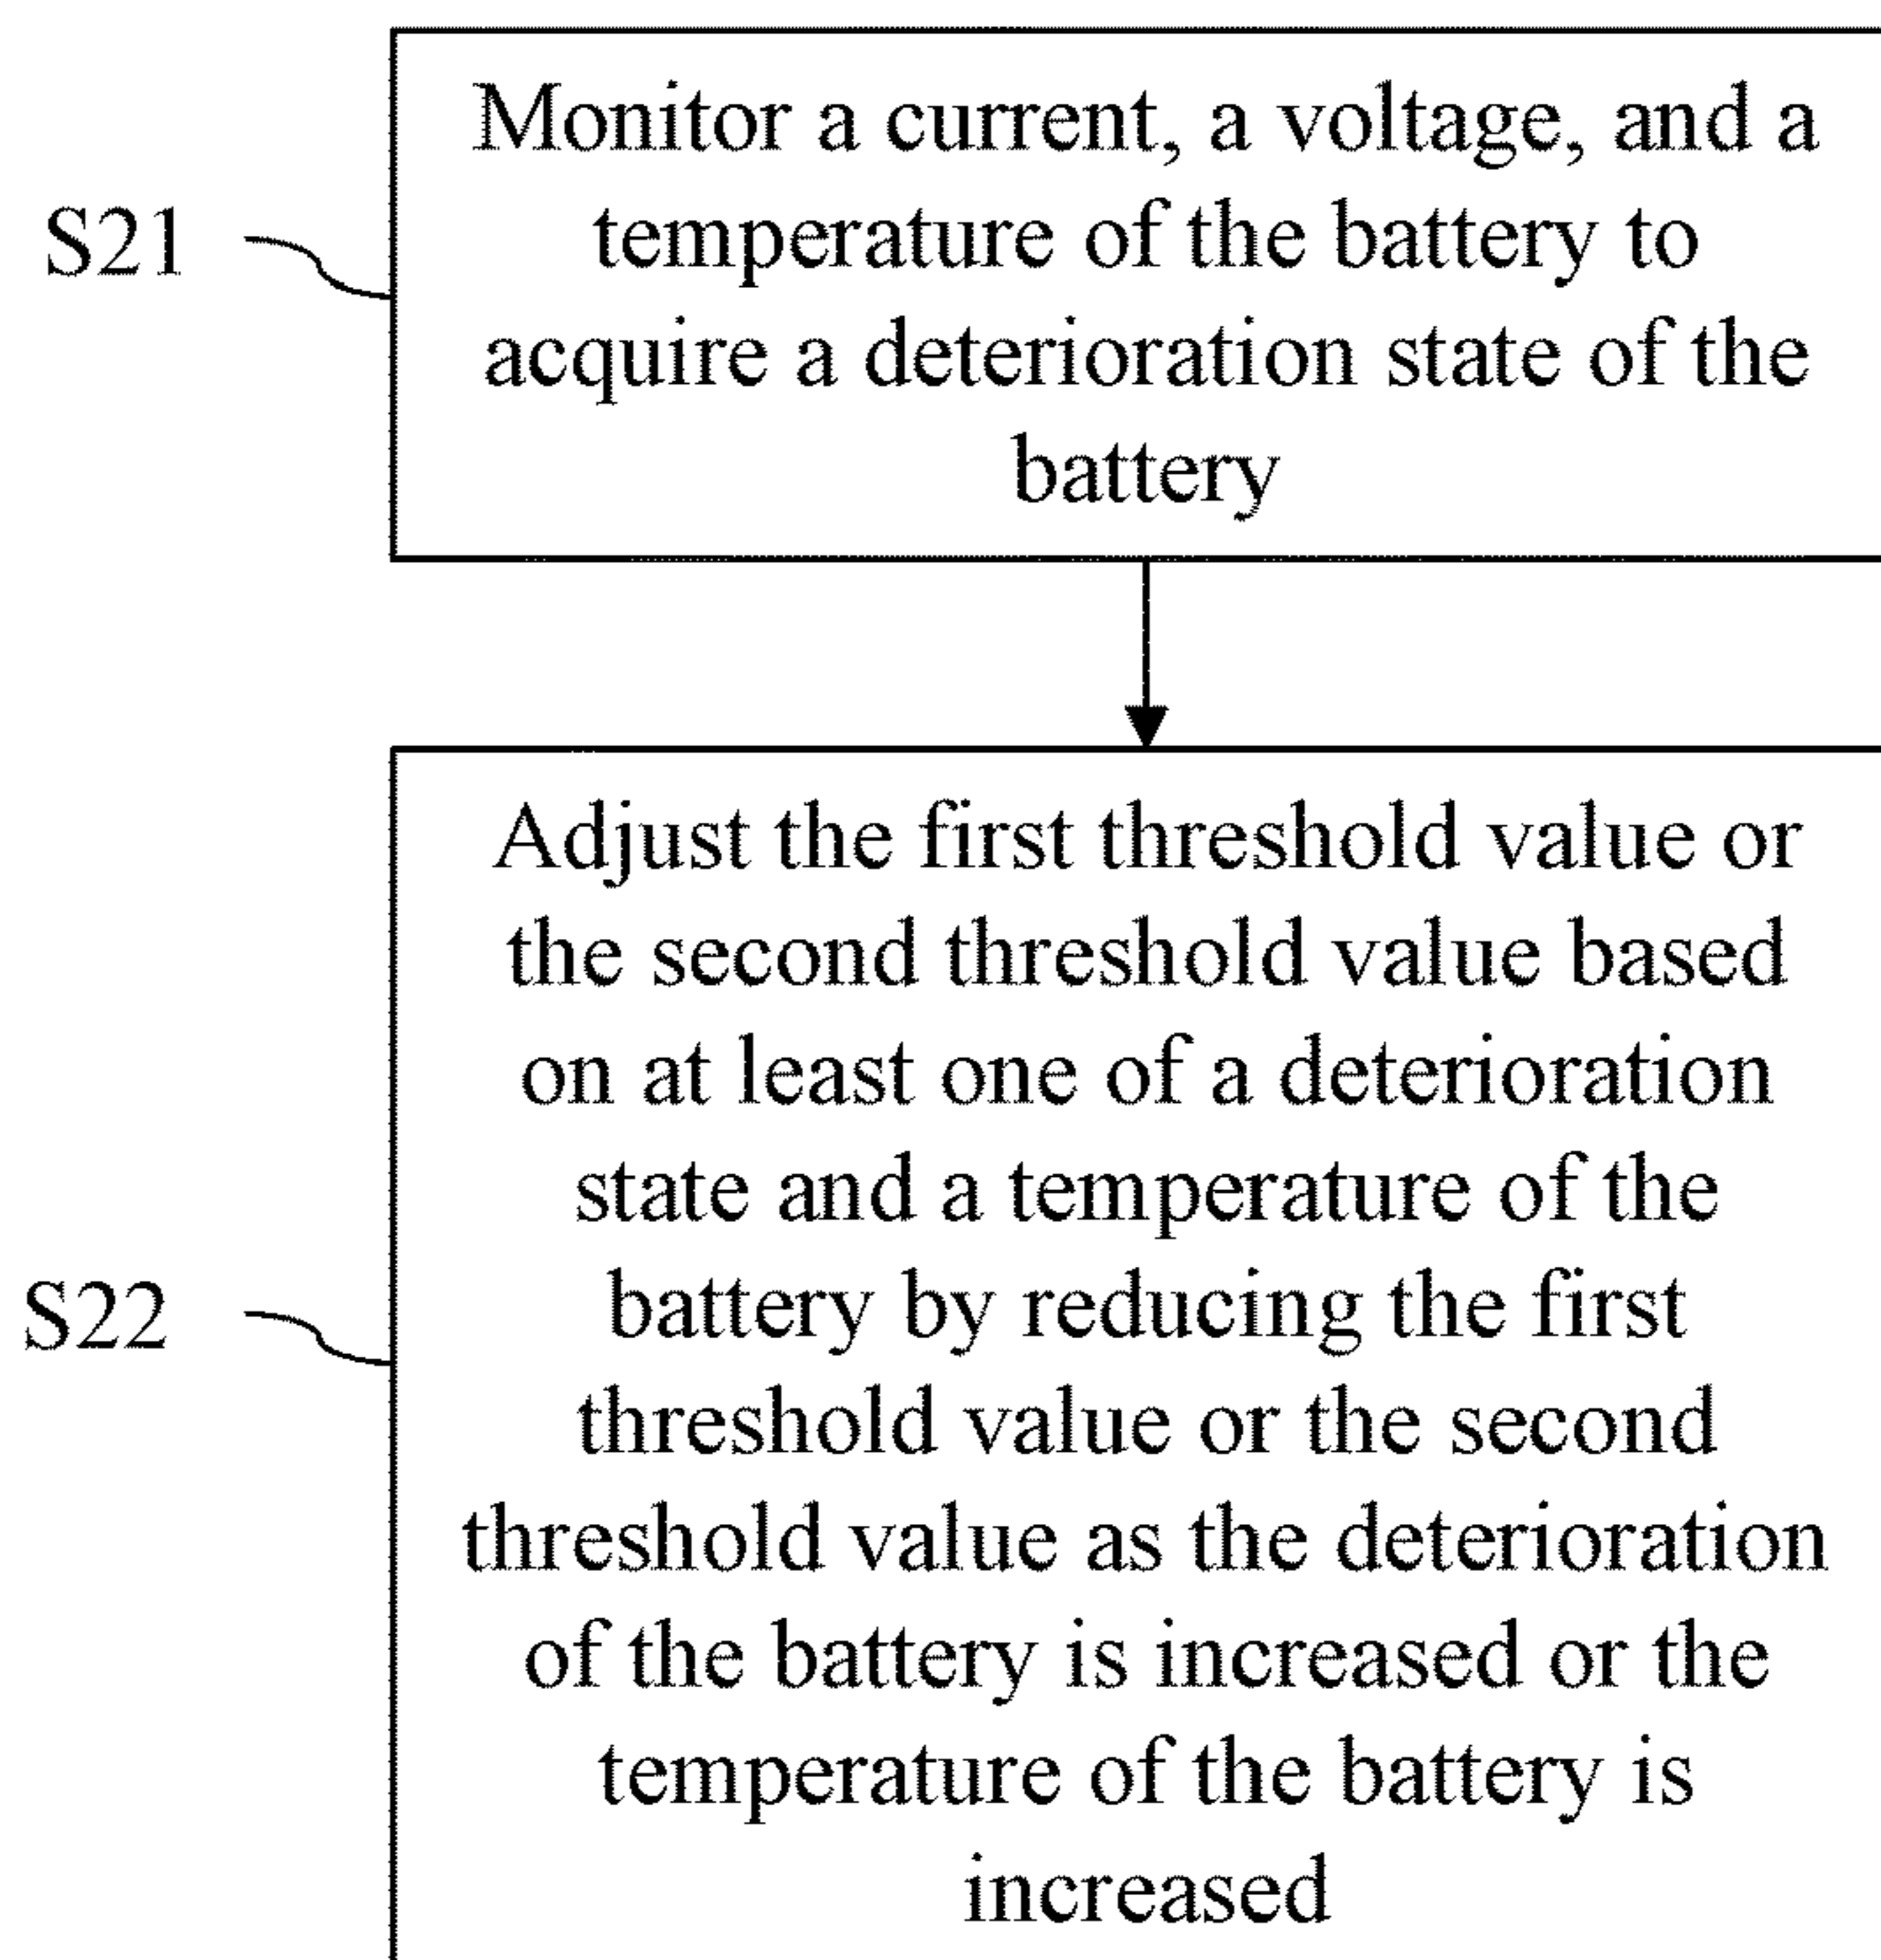 Monitor a current, a voltage, and a
S21
temperature of the battery to
acquire a deterioration state of the
battery
Adjust the first threshold value or
the second threshold value based
on at least one of a deterioration
state and a temperature of the
S22
battery by reducing the first
threshold value or the second
threshold value as the deterioration
of the battery is increased or the
temperature of the battery is
increased